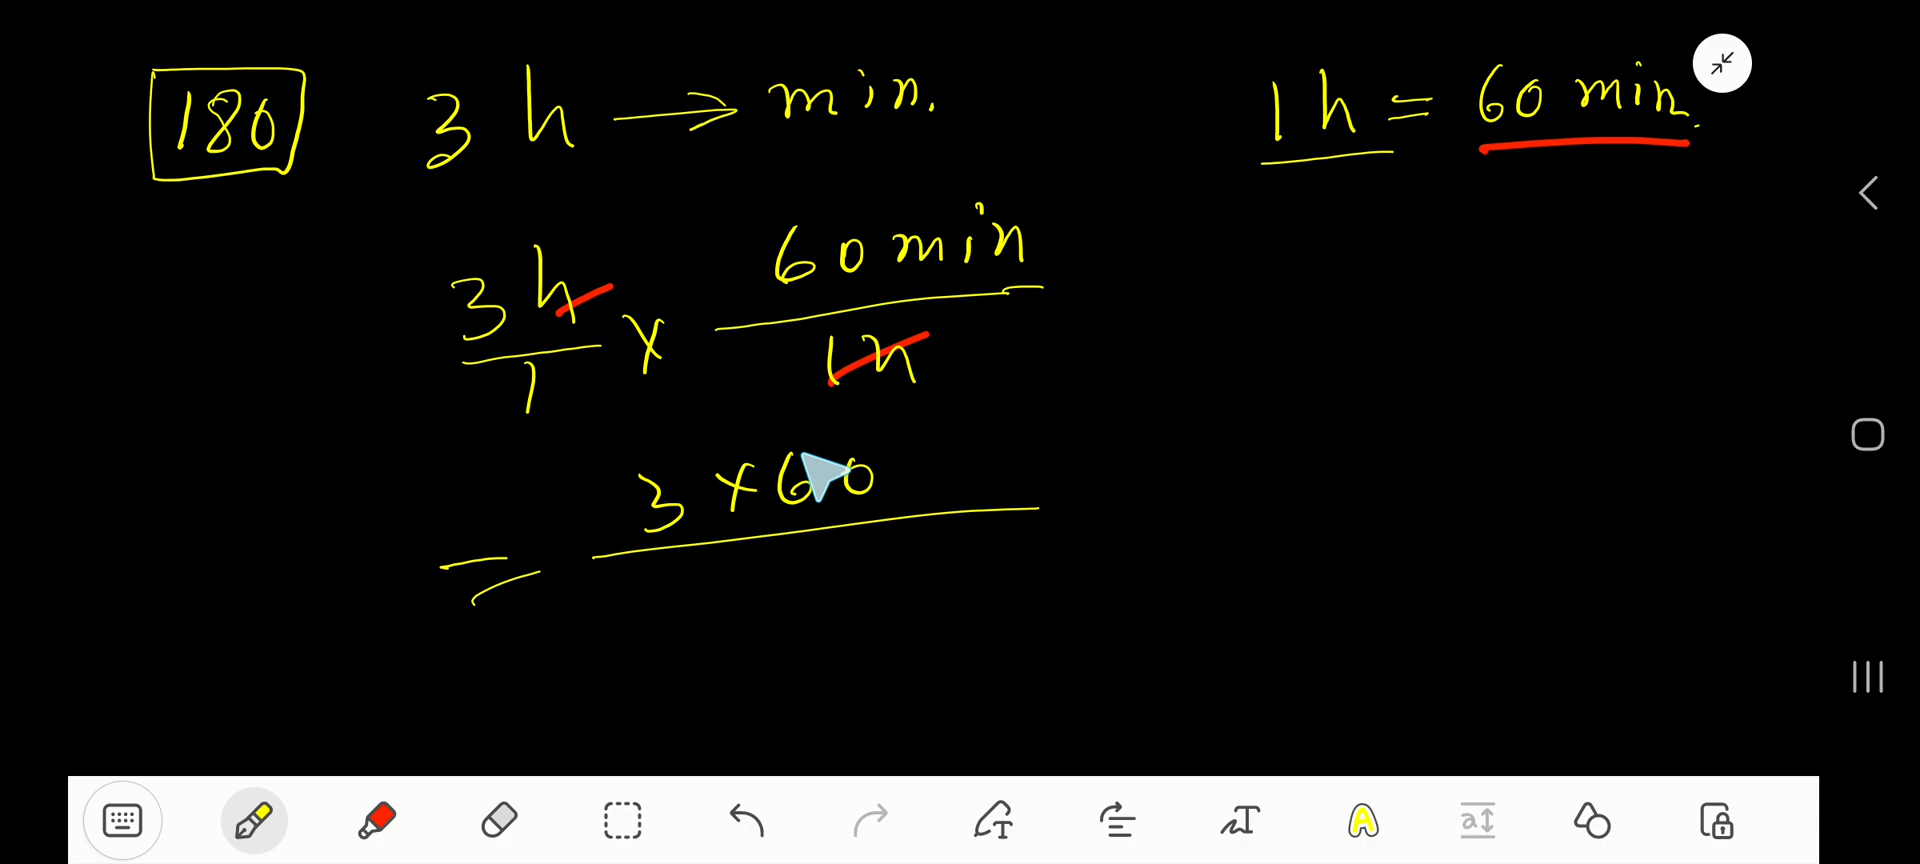 180 3 h → min. 1 h = 60 min.
3 h / 1 × 60 min / 1 h
= 3 × 60